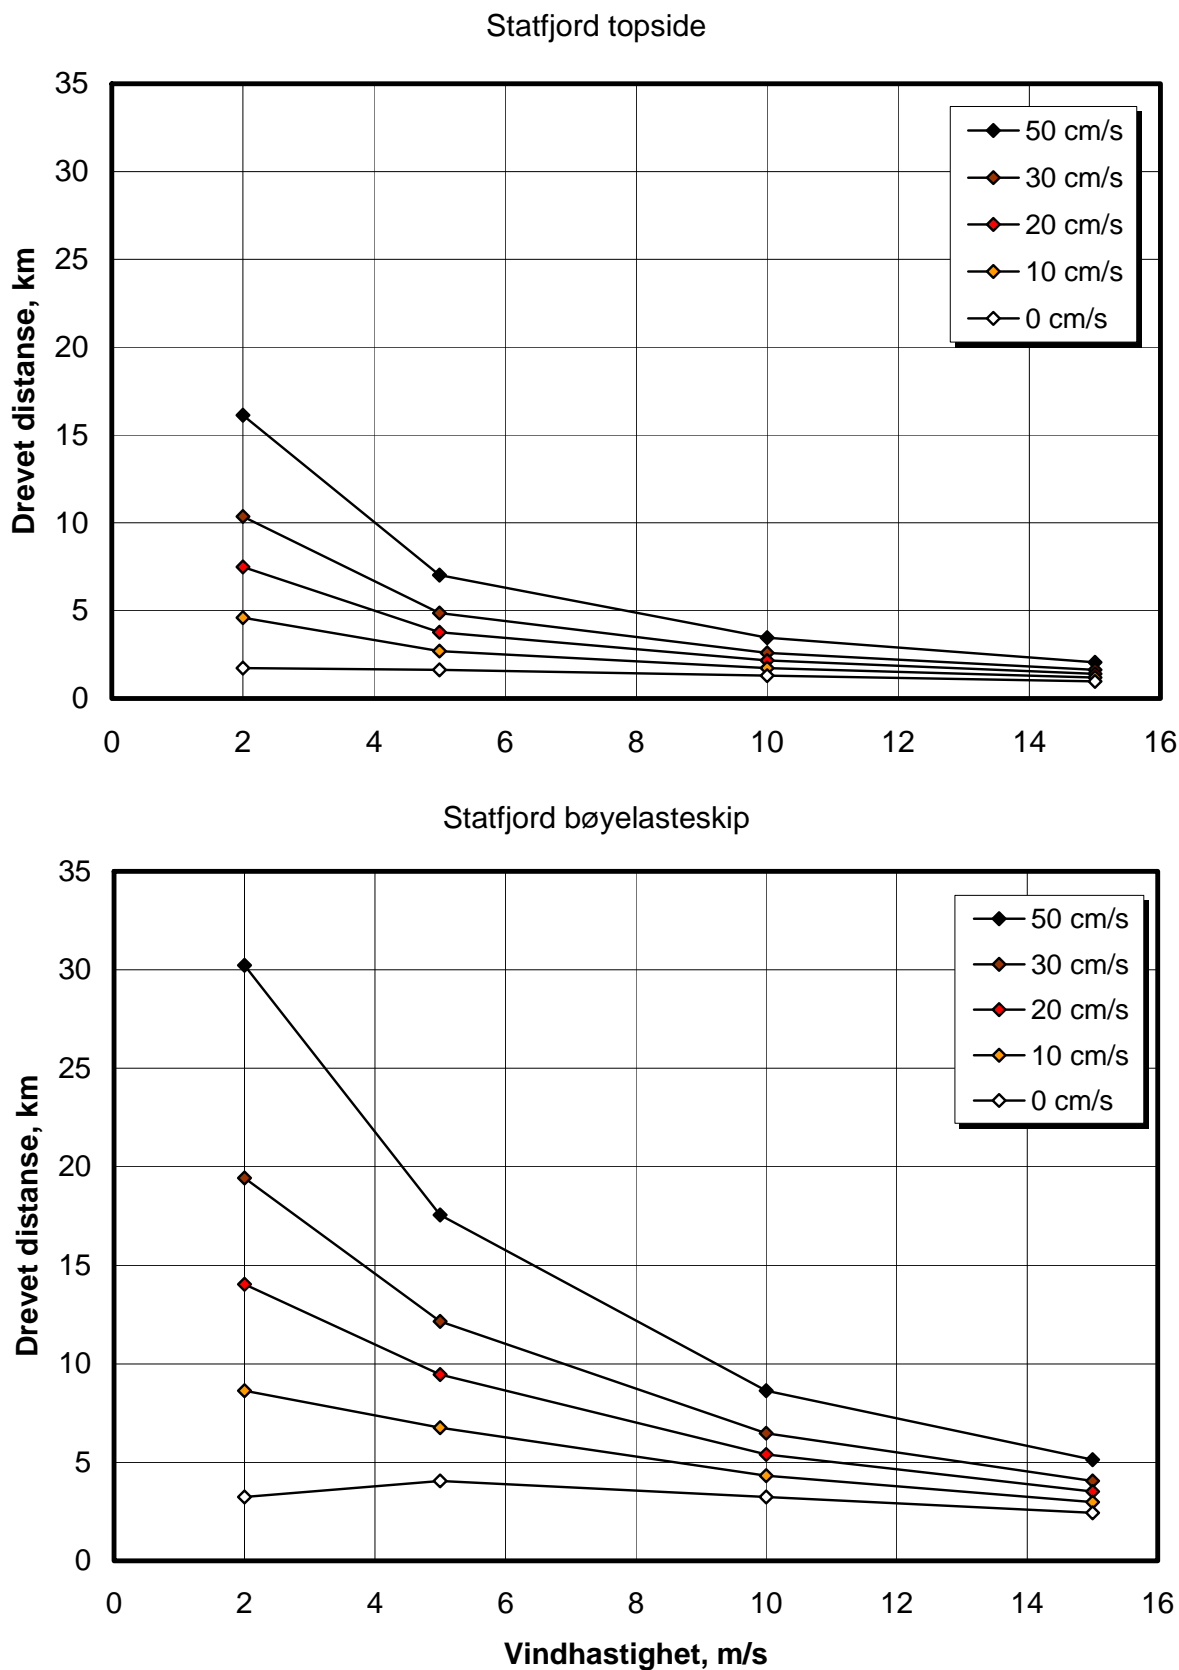 Statfjord topside
35
30
25
20
15
10
5
0
Drevet distanse, km
50 cm/s
30 cm/s
20 cm/s
10 cm/s
0 cm/s
0 2 4 6 8 10 12 14 16
Statfjord bøyelasteskip
35
30
25
20
15
10
5
0
Drevet distanse, km
50 cm/s
30 cm/s
20 cm/s
10 cm/s
0 cm/s
0 2 4 6 8 10 12 14 16
Vindhastighet, m/s